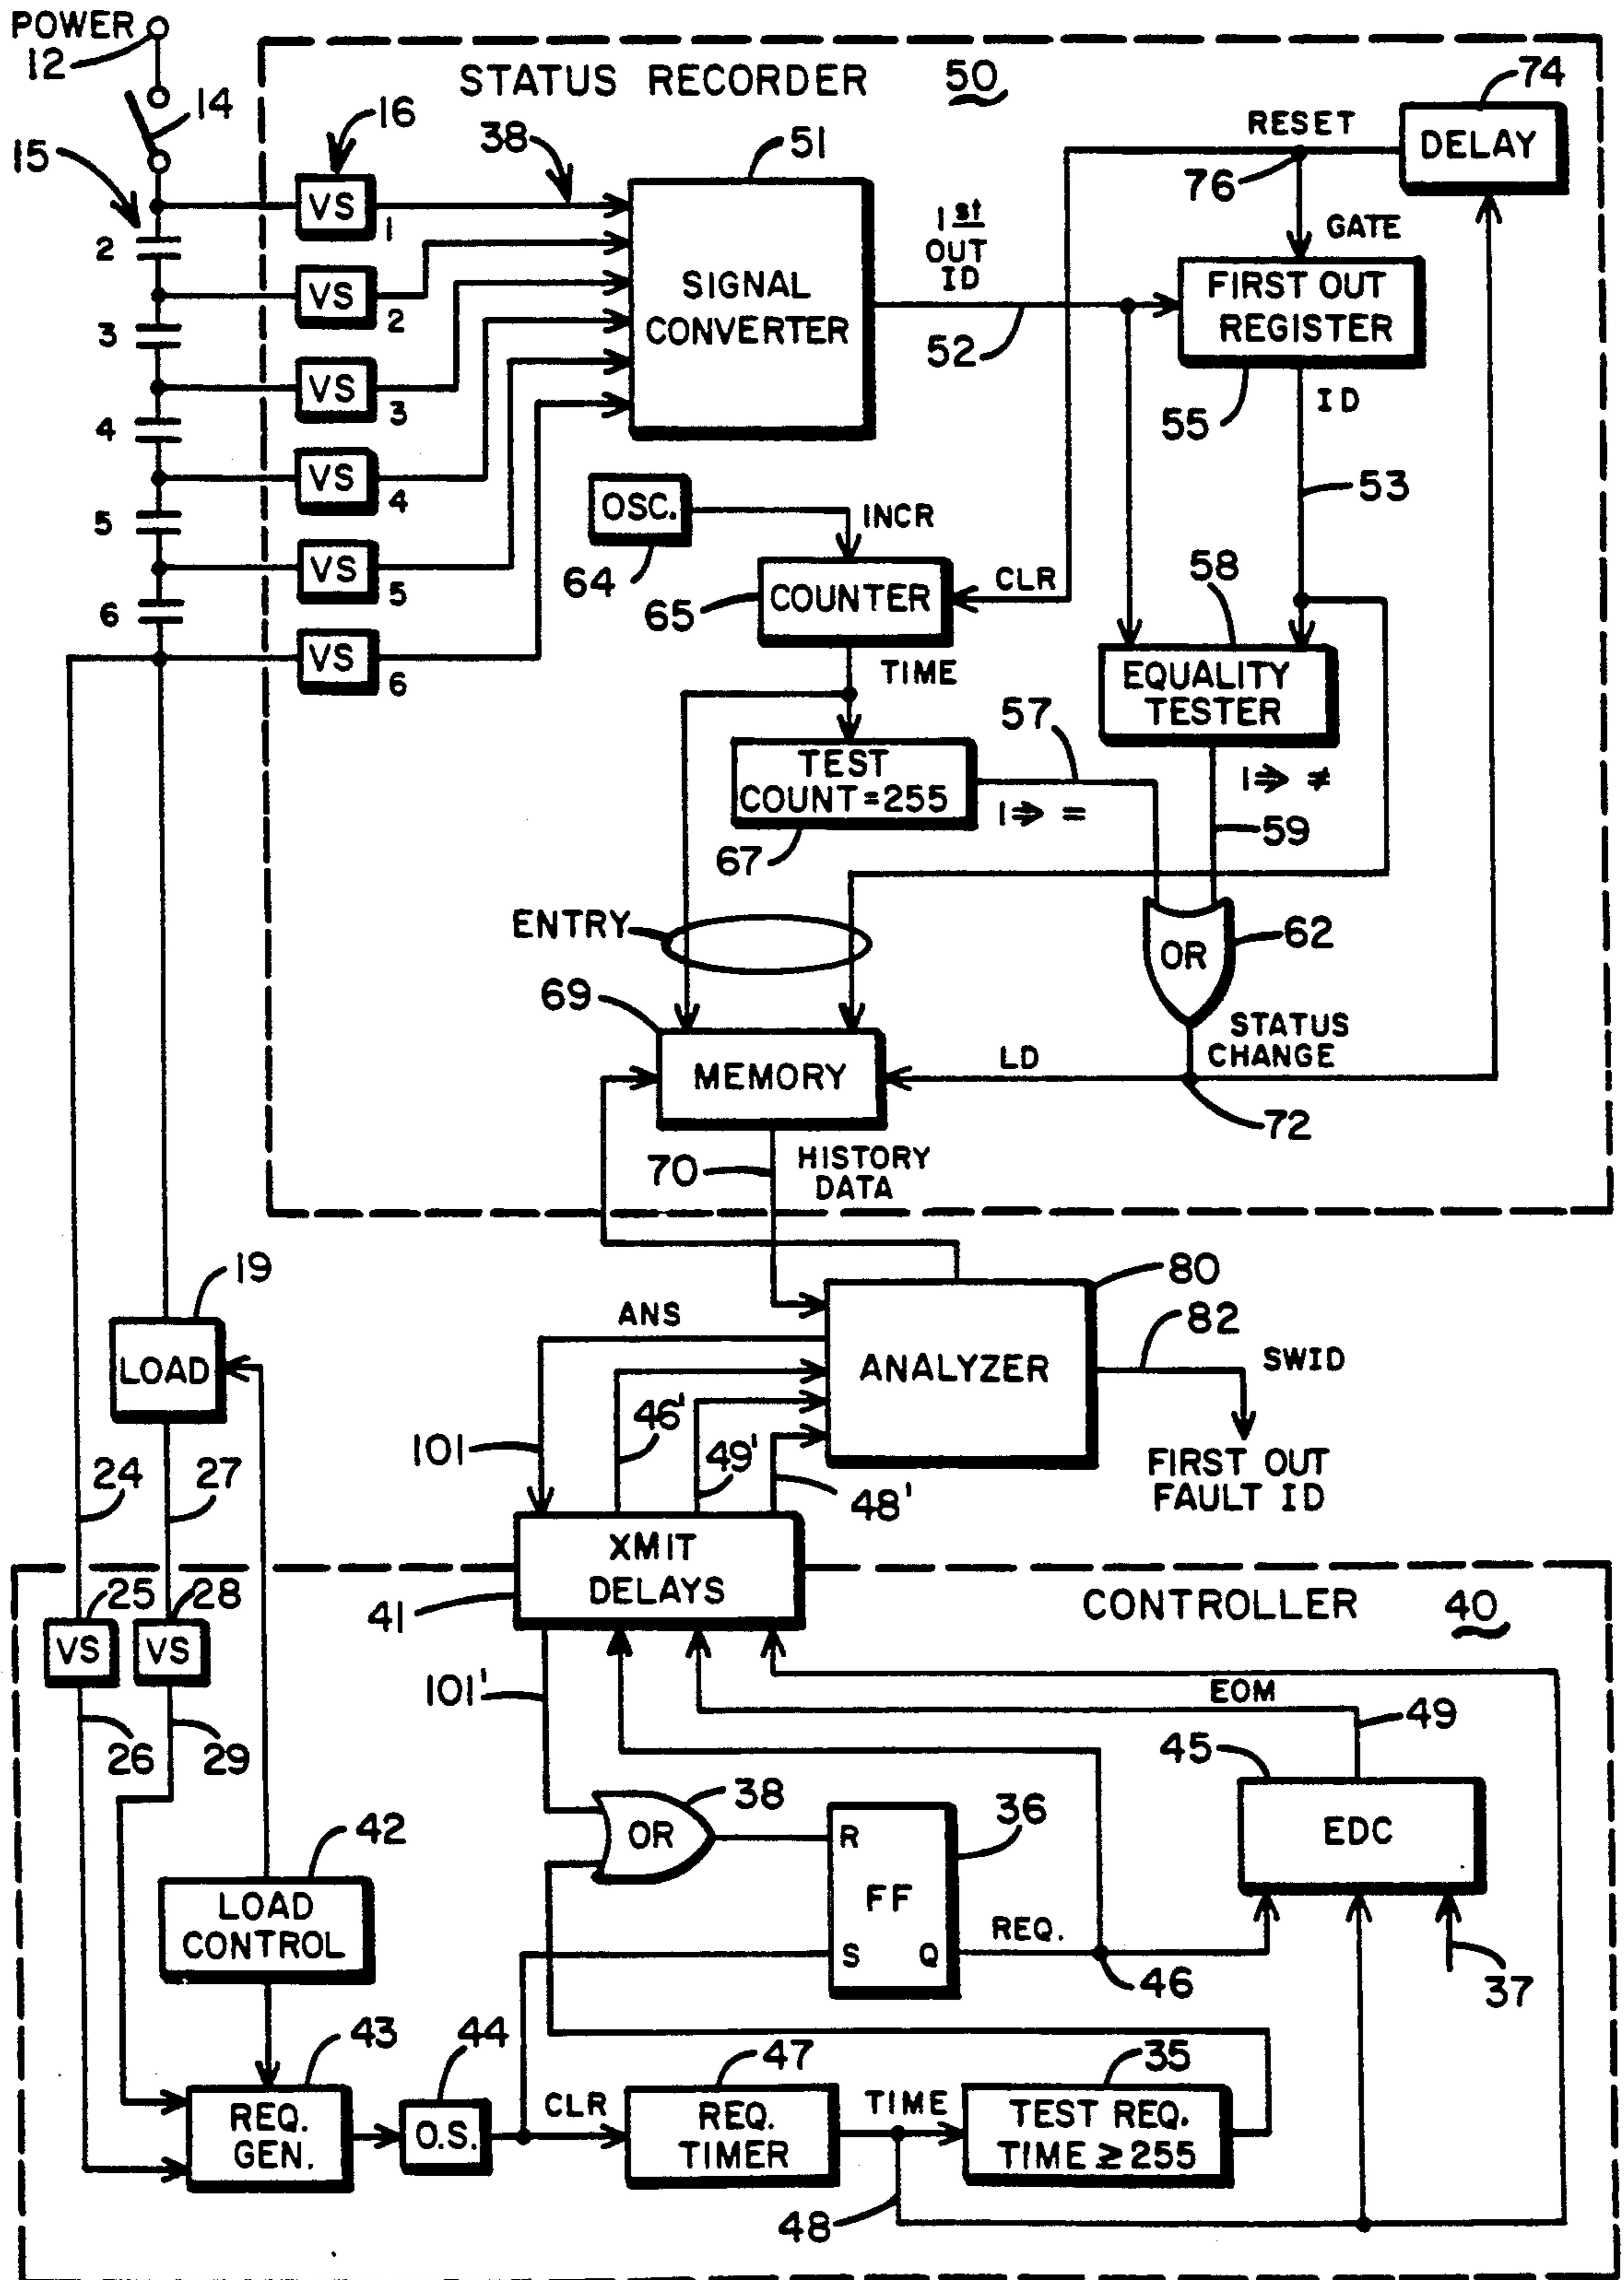 POWER
12
STATUS RECORDER 50
74
DELAY
RESET
76
14
16
15
38
51
VS
1
2
VS
2
3
VS
3
4
VS
4
5
VS
5
6
VS
6
SIGNAL
CONVERTER
1st
OUT
ID
52
GATE
FIRST OUT
REGISTER
55
ID
53
OSC.
64
INCR
COUNTER
65
CLR
TIME
58
EQUALITY
TESTER
57
TEST
COUNT=255
67
1⇒ =
1⇒ ≠
59
ENTRY
OR
62
69
MEMORY
LD
STATUS
CHANGE
72
70
HISTORY
DATA
19
LOAD
80
ANALYZER
ANS
82
SWID
FIRST OUT
FAULT ID
101
46'
49'
48'
24
27
XMIT
DELAYS
41
CONTROLLER 40
25
28
VS
VS
26
29
101'
EOM
49
45
EDC
38
OR
36
R
FF
S
Q
REQ.
46
37
42
LOAD
CONTROL
43
REQ.
GEN.
44
O.S.
CLR
47
REQ.
TIMER
TIME
35
TEST REQ.
TIME ≥ 255
48